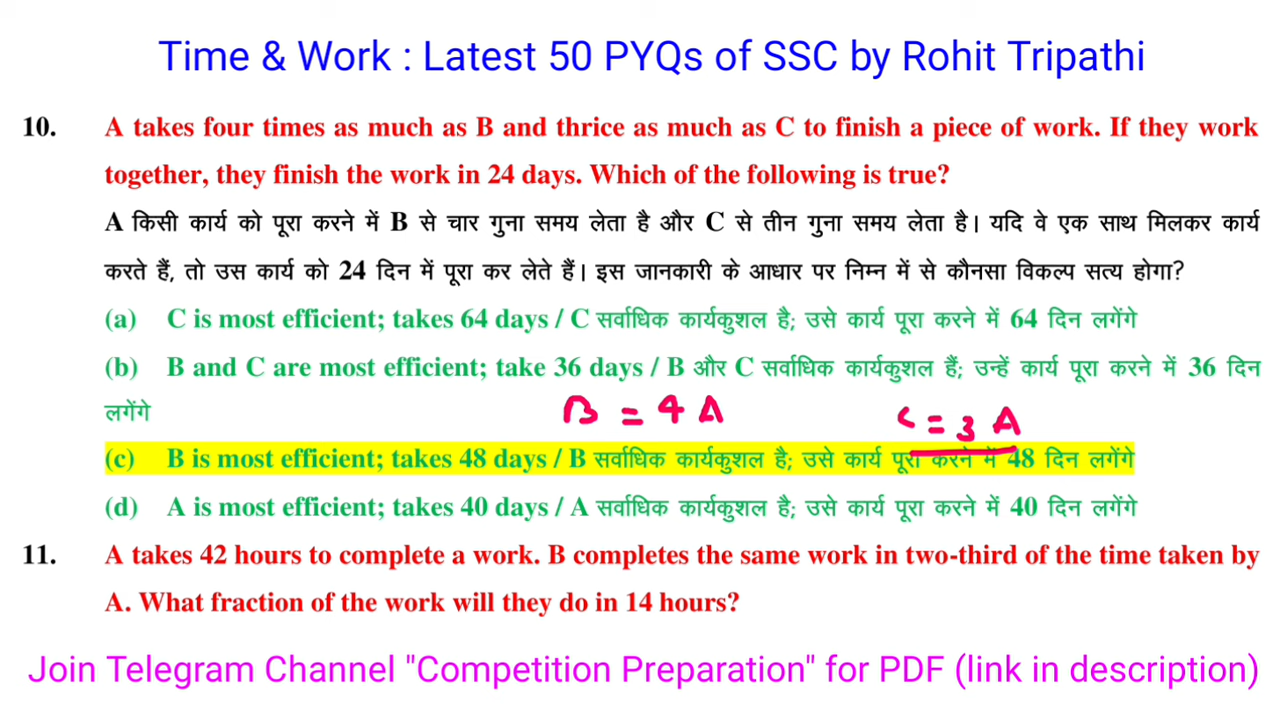 Time & Work : Latest 50 PYQs of SSC by Rohit Tripathi
10. A takes four times as much as B and thrice as much as C to finish a piece of work. If they work
together, they finish the work in 24 days. Which of the following is true?
A किसी कार्य को पूरा करने में B से चार गुना समय लेता है और C से तीन गुना समय लेता है। यदि वे एक साथ मिलकर कार्य
करते हैं, तो उस कार्य को 24 दिन में पूरा कर लेते हैं। इस जानकारी के आधार पर निम्न में से कौनसा विकल्प सत्य होगा?
(a) C is most efficient; takes 64 days / C सर्वाधिक कार्यकुशल है; उसे कार्य पूरा करने में 64 दिन लगेंगे
(b) B and C are most efficient; take 36 days / B और C सर्वाधिक कार्यकुशल हैं; उन्हें कार्य पूरा करने में 36 दिन
लगेंगे
B = 4 A C = 3 A
(c) B is most efficient; takes 48 days / B सर्वाधिक कार्यकुशल है; उसे कार्य पूरा करने में 48 दिन लगेंगे
(d) A is most efficient; takes 40 days / A सर्वाधिक कार्यकुशल है; उसे कार्य पूरा करने में 40 दिन लगेंगे
11. A takes 42 hours to complete a work. B completes the same work in two-third of the time taken by
A. What fraction of the work will they do in 14 hours?
Join Telegram Channel "Competition Preparation" for PDF (link in description)